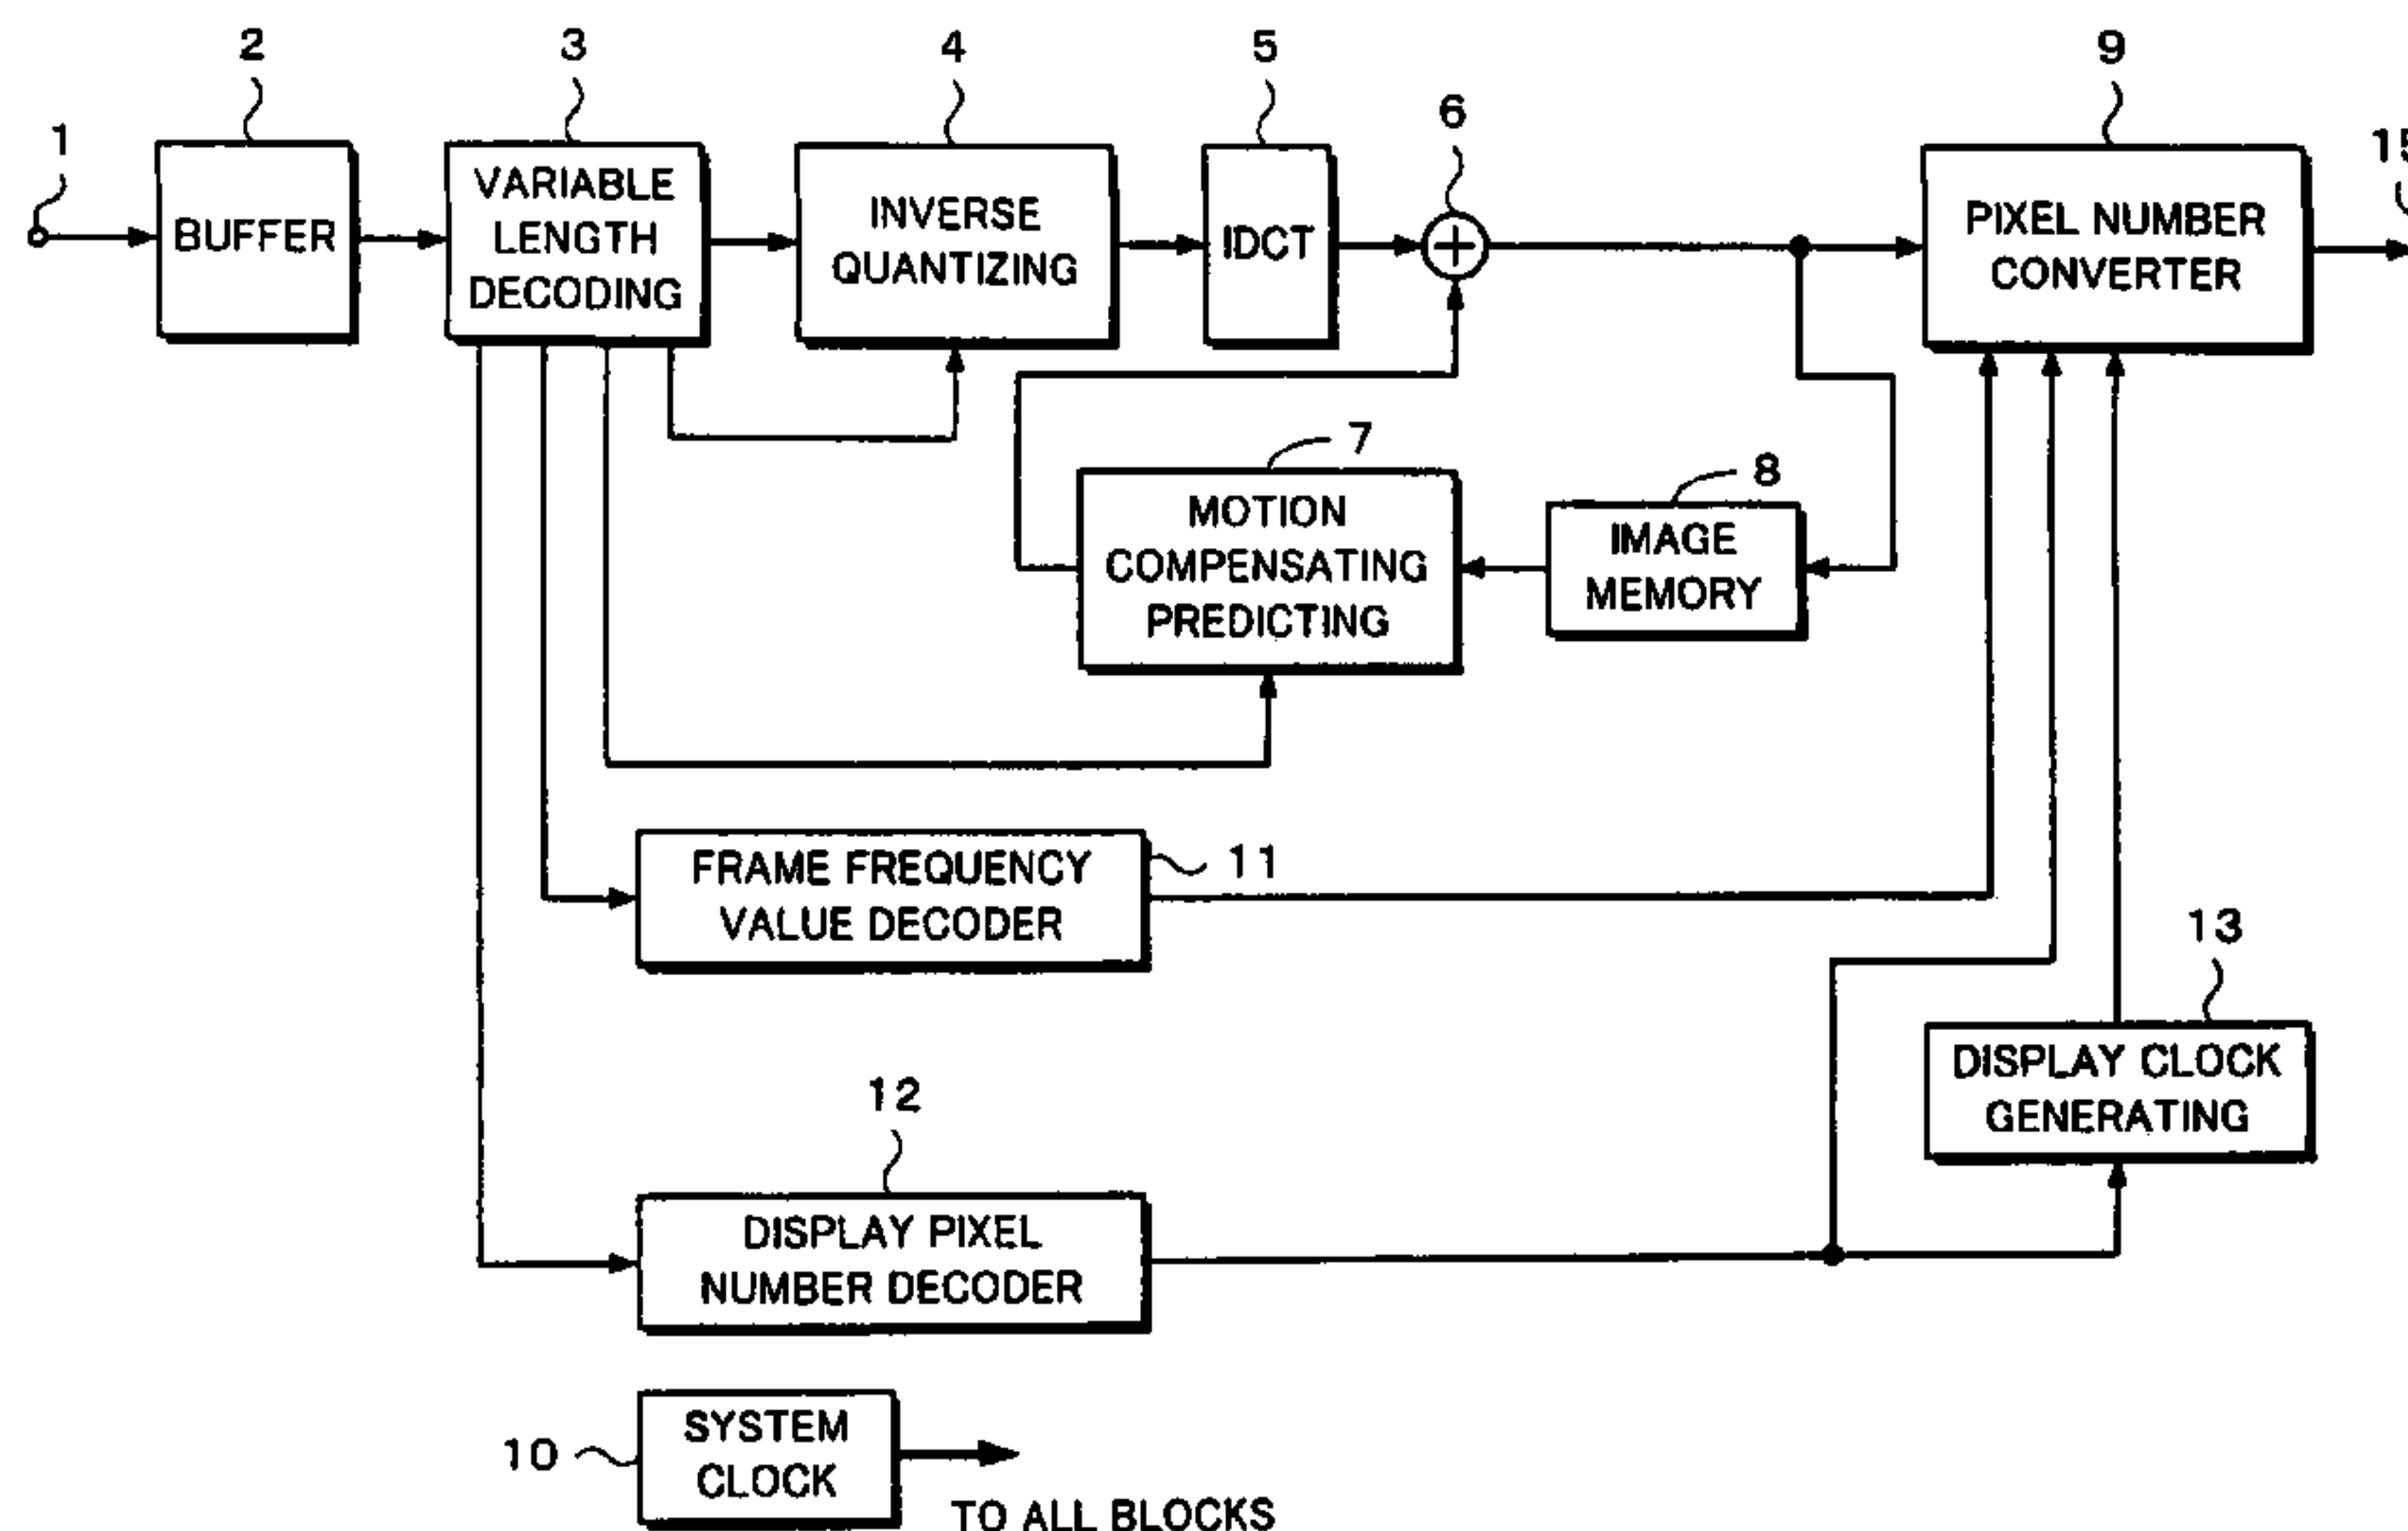 2
3
4
5
6
9
1
15
BUFFER
VARIABLE
LENGTH
DECODING
INVERSE
QUANTIZING
IDCT
PIXEL NUMBER
CONVERTER
7
8
MOTION
COMPENSATING
PREDICTING
IMAGE
MEMORY
FRAME FREQUENCY
VALUE DECODER
11
13
DISPLAY CLOCK
GENERATING
12
DISPLAY PIXEL
NUMBER DECODER
10
SYSTEM
CLOCK
TO ALL BLOCKS